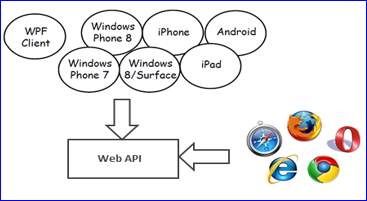 WPF
Client
Windows
Phone 8
iPhone
Android
Windows
Phone 7
Windows
8/Surface
iPad
Web API